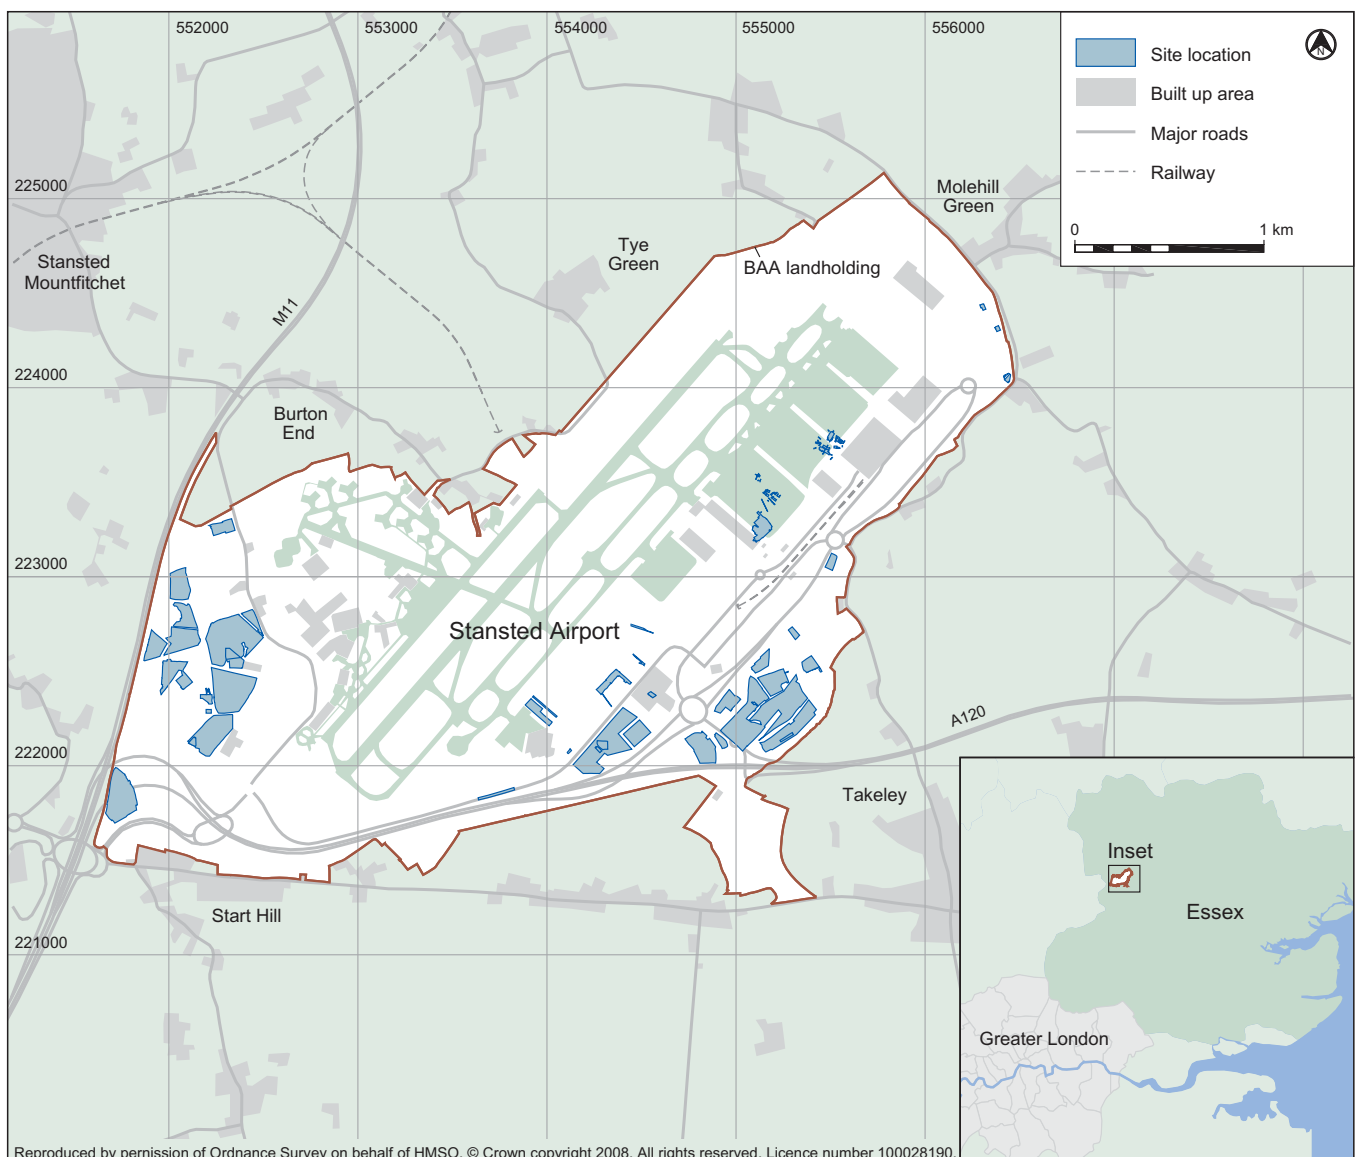 552000
553000
554000
555000
556000
Site location
N
Built up area
Major roads
Railway
0
1 km
225000
Molehill
Green
Tye
Green
BAA landholding
Stansted
Mountfitchet
M11
224000
Burton
End
223000
Stansted Airport
A120
222000
Takeley
Start Hill
221000
Inset
Essex
Greater London
Reproduced by permission of Ordnance Survey on behalf of HMSO. © Crown copyright 2008. All rights reserved. Licence number 100028190.